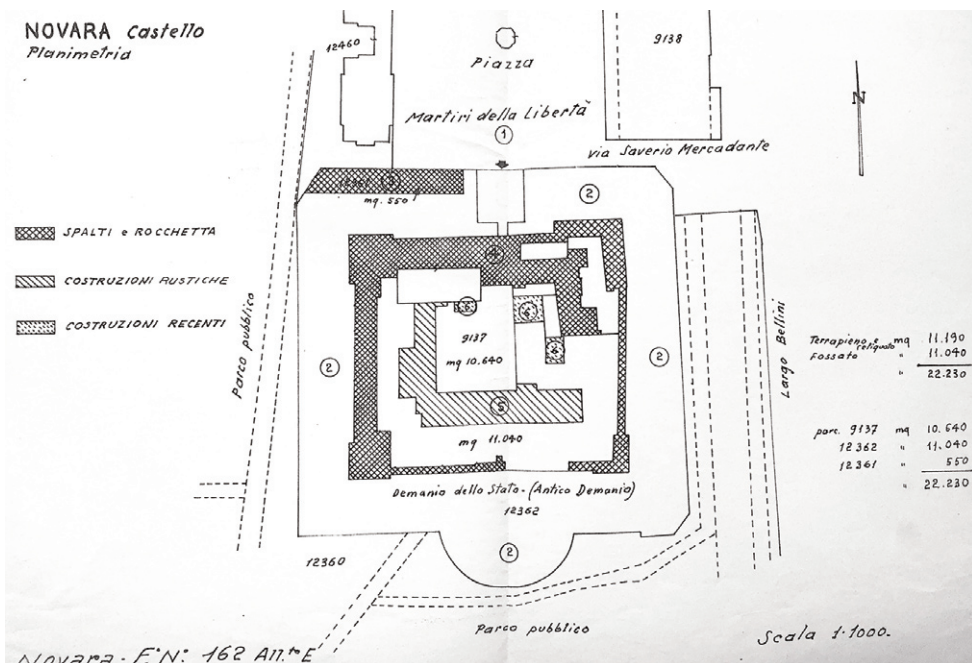 NOVARA Castello
Planimetria
12460
Piazza
9138
Martiri della Libertà
1
via Saverio Mercadante
N
2
mq. 550
SPALTI e ROCCHETTA
4
COSTRUZIONI RUSTICHE
COSTRUZIONI RECENTI
9137
mq 10.640
Parco pubblico
2
2
Largo Bellini
5
mq 11.040
Terrapieno e mq 11.190
Fossato " 11.040
" 22.230
parc. 9137 mq 10.640
12362 " 11.040
12361 " 550
" 22.230
Demanio dello Stato - (Antico Demanio)
12362
2
12360
Parco pubblico
Scala 1:1000.
Novara - F.°N: 162 All.to E